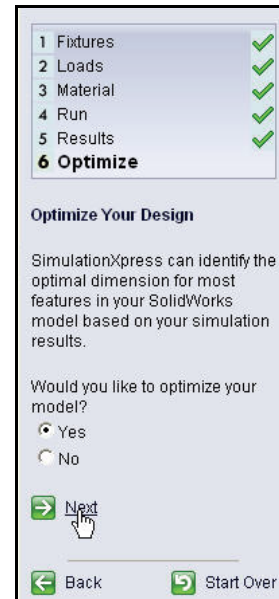 1 Fixtures
2 Loads
3 Material
4 Run
5 Results
6 Optimize
Optimize Your Design
SimulationXpress can identify the
optimal dimension for most
features in your SolidWorks
model based on your simulation
results.
Would you like to optimize your
model?
Yes
No
Next
Back Start Over